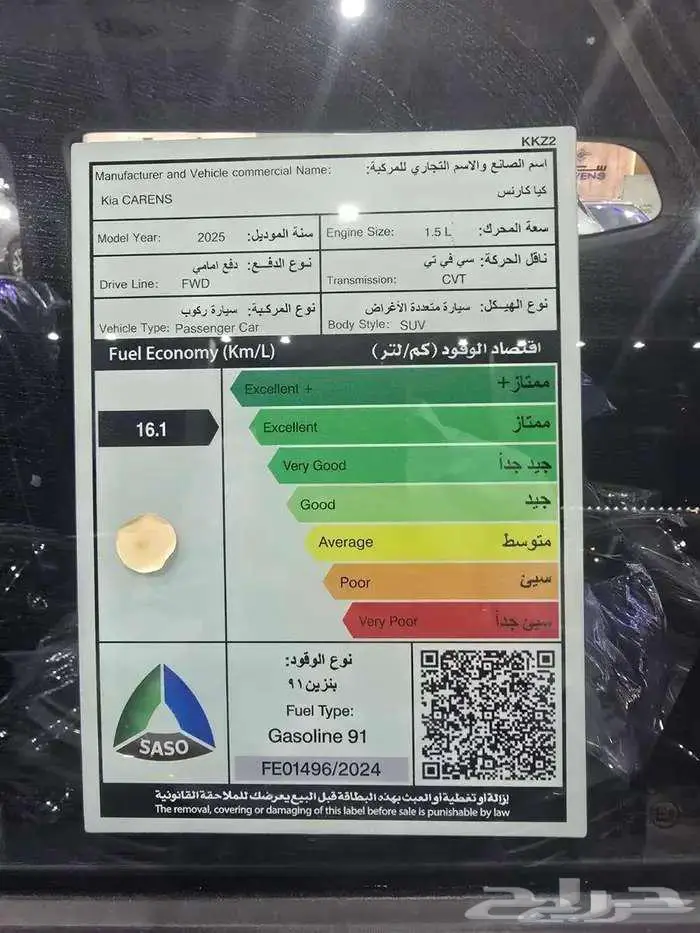 KKZ2
Manufacturer and Vehicle commercial Name: اسم الصانع والاسم التجاري للمركبة:
Kia CARENS كيا كارنس
Model Year: 2025 سنة الموديل: Engine Size: 1.5 L سعة المحرك:
نوع الدفع: دفع امامي ناقل الحركة: سي في تي
Drive Line: FWD Transmission: CVT
نوع المركبة: سيارة ركوب نوع الهيكل: سيارة متعددة الأغراض
Vehicle Type: Passenger Car Body Style: SUV
Fuel Economy (Km/L) اقتصاد الوقود (كم/لتر)
Excellent + ممتاز+
16.1
Excellent ممتاز
Very Good جيد جداً
Good جيد
Average متوسط
Poor سيئ
Very Poor سيئ جداً
SASO
نوع الوقود:
بنزين ٩١
Fuel Type:
Gasoline 91
FE01496/2024
إزالة أو تغطية أو العبث بهذه البطاقة قبل البيع يعرضك للملاحقة القانونية
The removal, covering or damaging of this label before sale is punishable by law
حراج